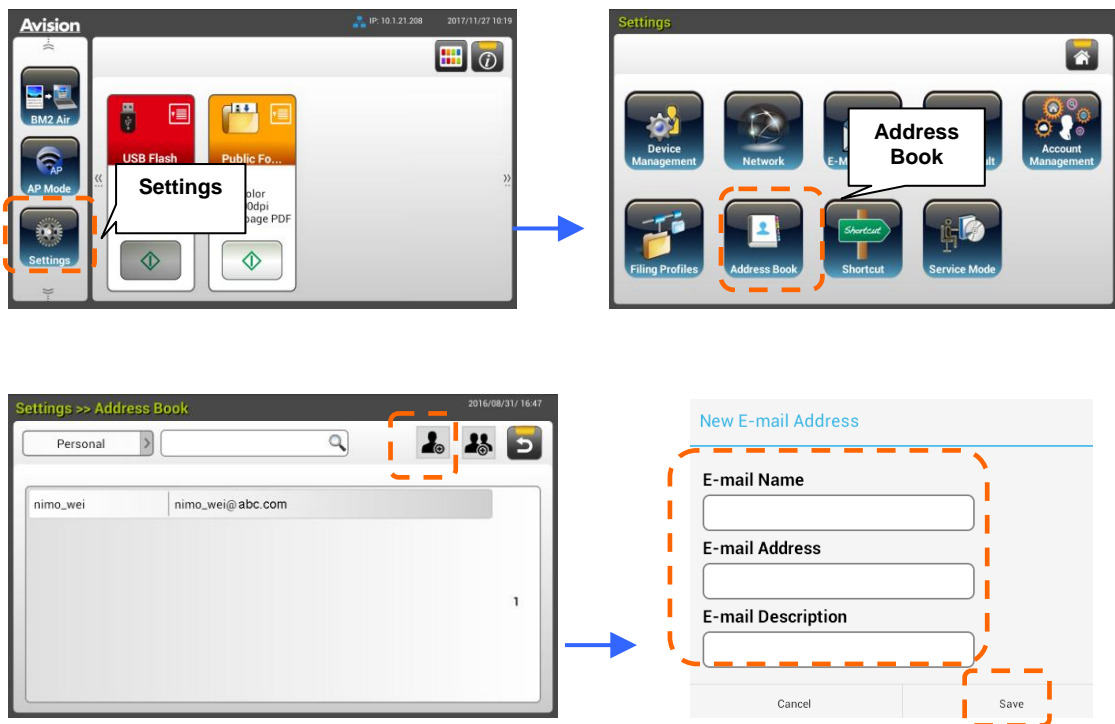 Avision
IP: 10.1.21.208 2017/11/27 10:19
BM2 Air
AP
AP Mode
Settings
USB Flash
Public Fo...
Settings
olor
0dpi
page PDF
Settings
Device
Management
Network
E-M
Address
Book
lt
Account
Management
Filing Profiles
Address Book
Shortcut
Shortcut
Service Mode
Settings >> Address Book
2016/08/31/ 16:47
Personal
nimo_wei nimo_wei@abc.com
1
New E-mail Address
E-mail Name
E-mail Address
E-mail Description
Cancel Save